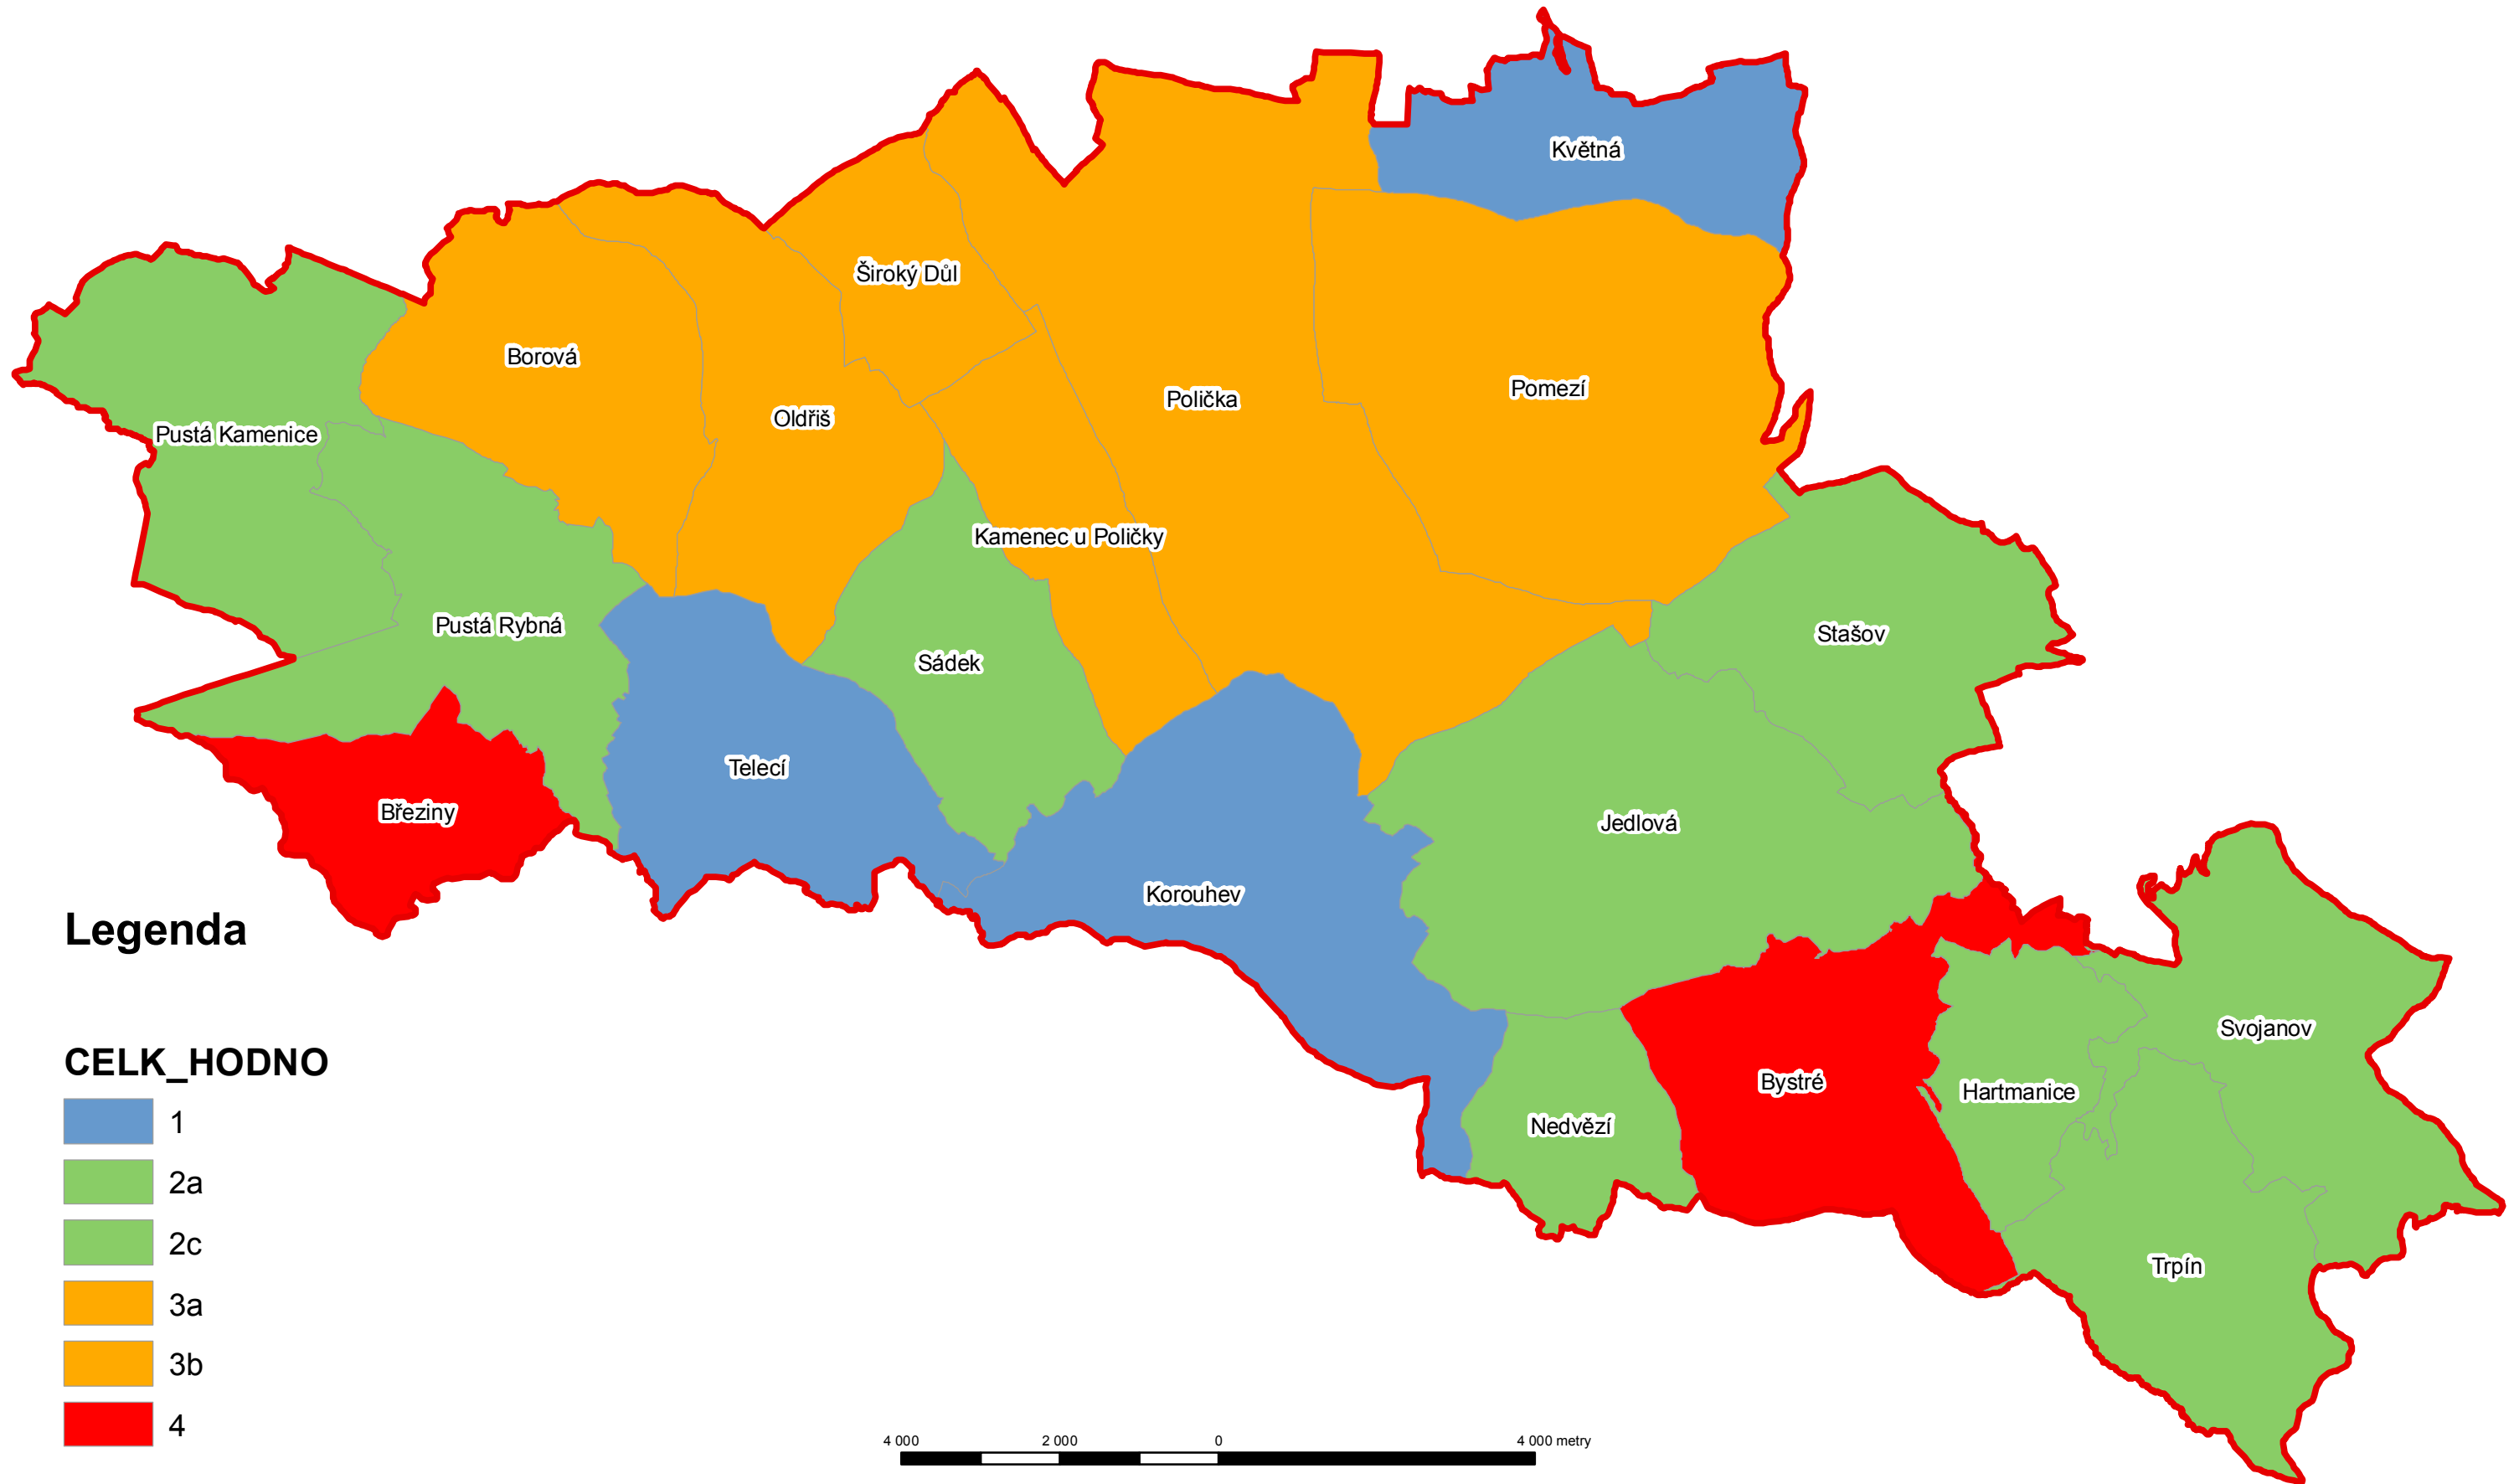 Květná
Široký Důl
Borová
Pomezí
Polička
Oldřiš
Pustá Kamenice
Kamenec u Poličky
Pustá Rybná
Stašov
Sádek
Telecí
Březiny
Jedlová
Korouhev
Svojanov
Bystré
Hartmanice
Nedvězí
Trpín
Legenda
CELK_HODNO
1
2a
2c
3a
3b
4
4 000 2 000 0 4 000 metry